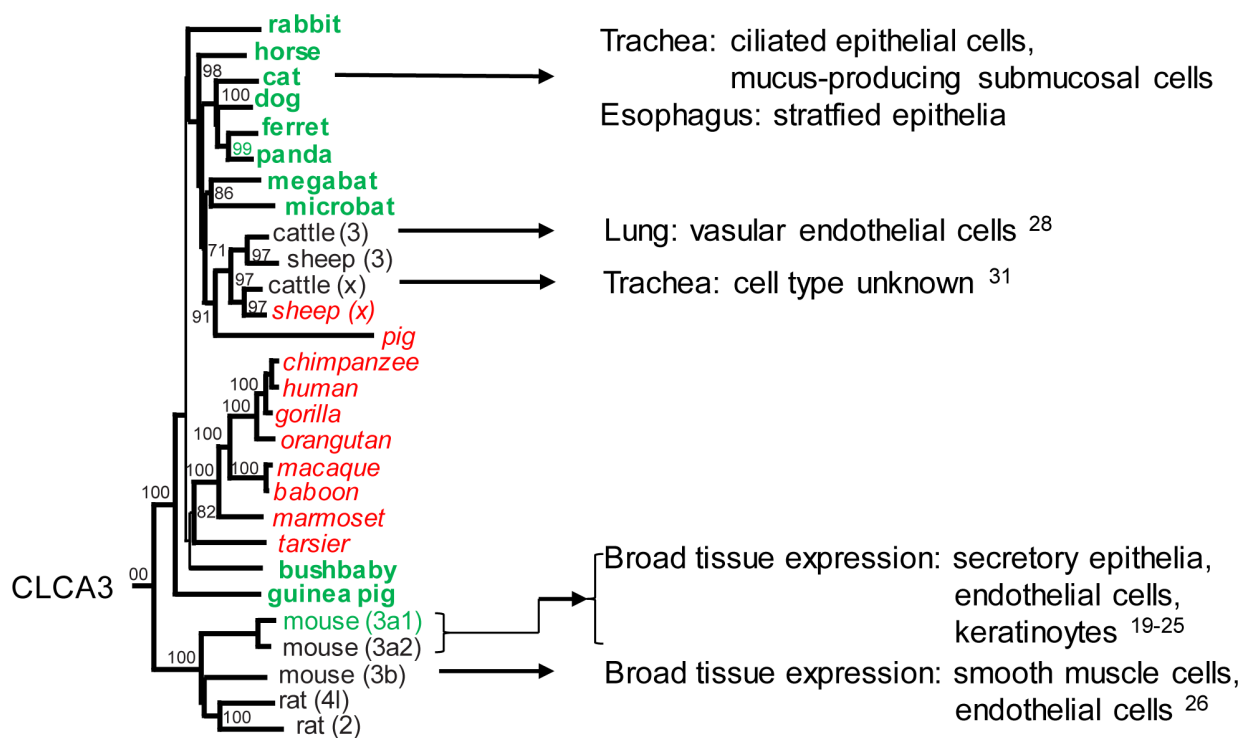 rabbit
horse
98
cat
100
dog
ferret
99
panda
megabat
86
microbat
cattle (3)
71
97
sheep (3)
97
cattle (x)
97
sheep (x)
91
pig
chimpanzee
100
human
100
gorilla
100
orangutan
100
100
macaque
100
baboon
82
marmoset
tarsier
bushbaby
00
CLCA3
guinea pig
mouse (3a1)
100
mouse (3a2)
mouse (3b)
rat (4l)
100
rat (2)
Trachea: ciliated epithelial cells,
mucus-producing submucosal cells
Esophagus: stratfied epithelia
Lung: vasular endothelial cells 28
Trachea: cell type unknown 31
Broad tissue expression: secretory epithelia,
endothelial cells,
keratinoytes 19-25
Broad tissue expression: smooth muscle cells,
endothelial cells 26